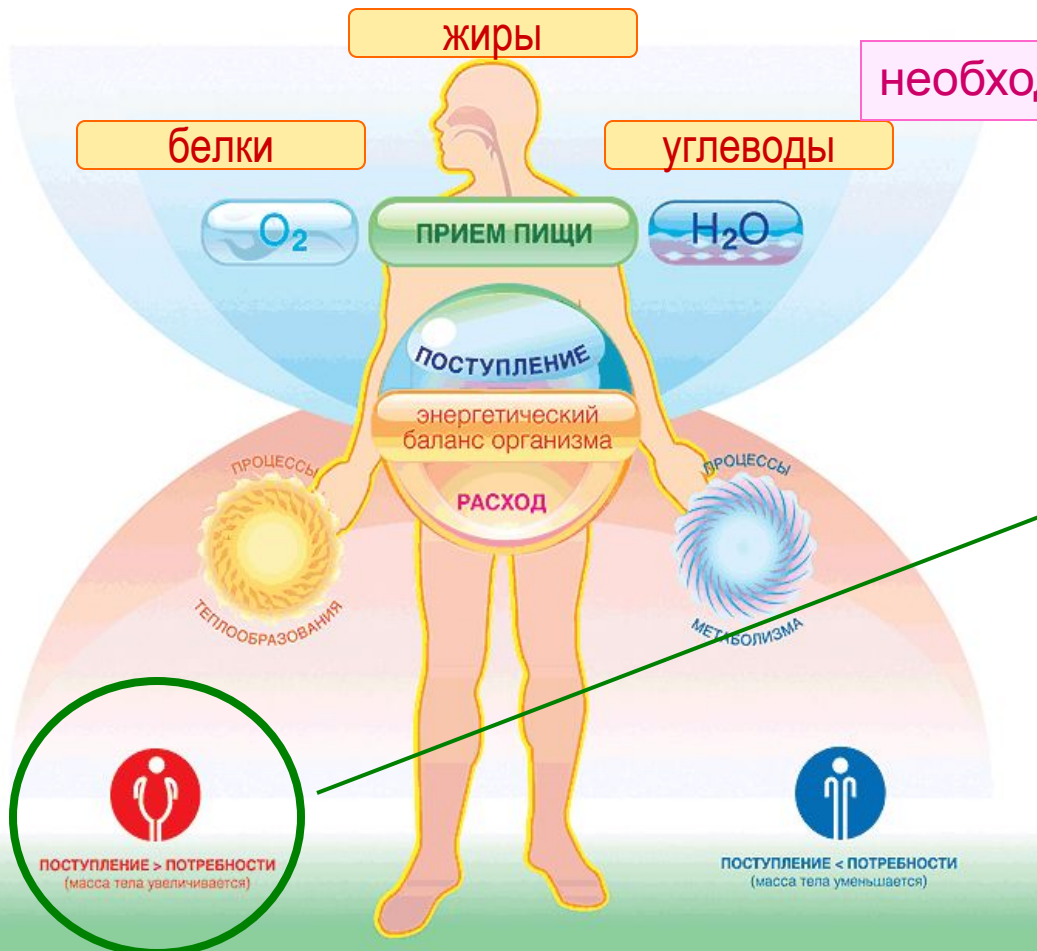 жиры
необхо
белки
углеводы
O₂
ПРИЕМ ПИЩИ
H₂O
ПОСТУПЛЕНИЕ
энергетический
баланс организма
РАСХОД
ПРОЦЕССЫ
ТЕПЛООБРАЗОВАНИЯ
ПРОЦЕССЫ
МЕТАБОЛИЗМА
ПОСТУПЛЕНИЕ > ПОТРЕБНОСТИ
(масса тела увеличивается)
ПОСТУПЛЕНИЕ < ПОТРЕБНОСТИ
(масса тела уменьшается)